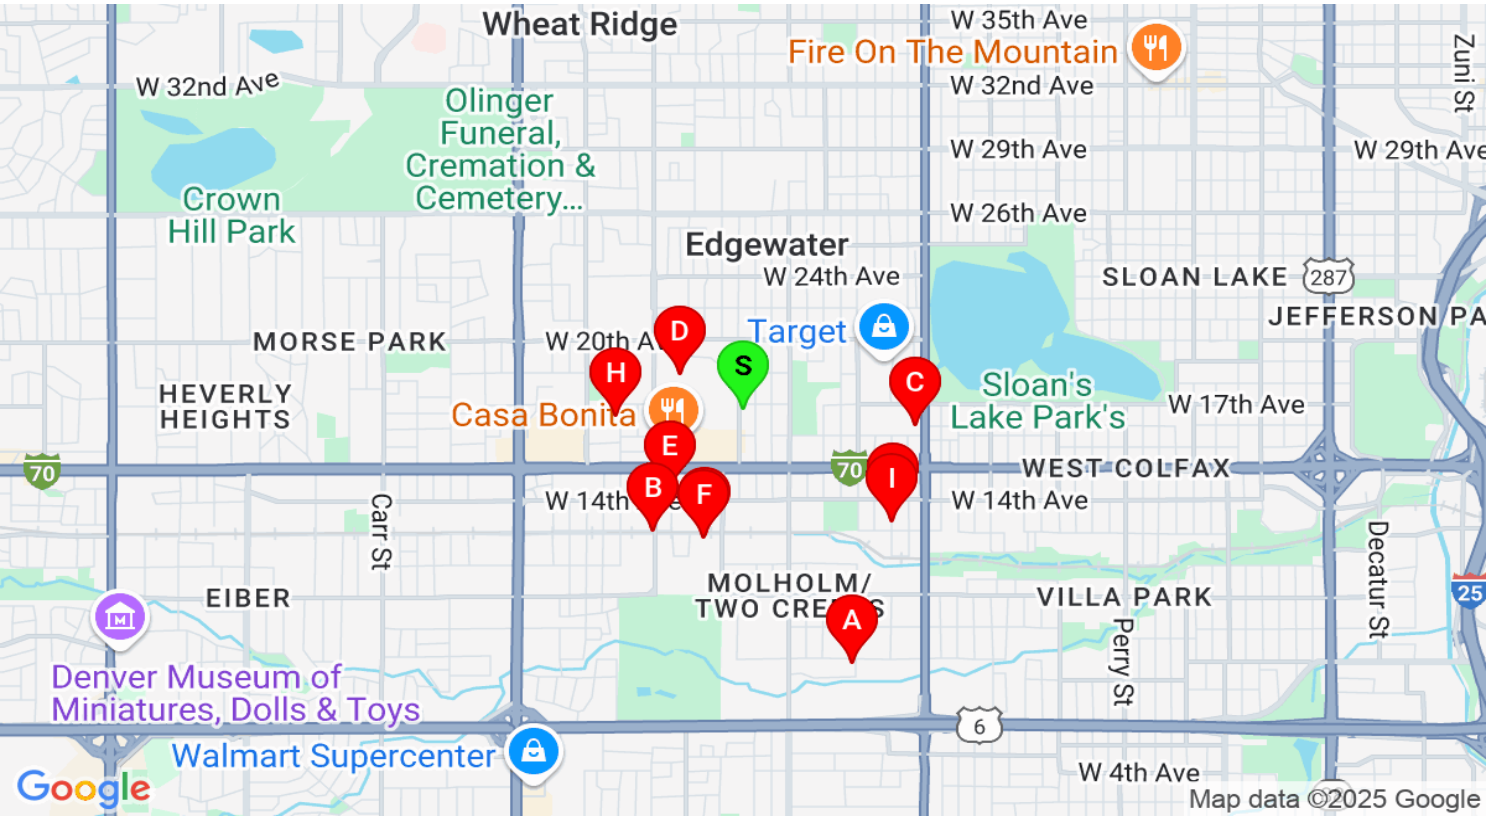 Wheat Ridge
W 35th Ave
Fire On The Mountain
Zuni St
W 32nd Ave
W 32nd Ave
Olinger
Funeral,
Cremation &
Cemetery...
W 29th Ave
W 29th Ave
Crown
Hill Park
W 26th Ave
Edgewater
W 24th Ave
SLOAN LAKE
287
JEFFERSON PA
MORSE PARK
W 20th A
D
Target
S
H
C
HEVERLY
HEIGHTS
Casa Bonita
Sloan's
Lake Park's
W 17th Ave
E
70
70
WEST COLFAX
I
B
F
W 14th
W 14th Ave
Carr St
Decatur St
MOLHOLM/
TWO CRE
S
A
EIBER
VILLA PARK
25
M
Perry St
Denver Museum of
Miniatures, Dolls & Toys
6
Walmart Supercenter
W 4th Ave
Google
Map data ©2025 Google